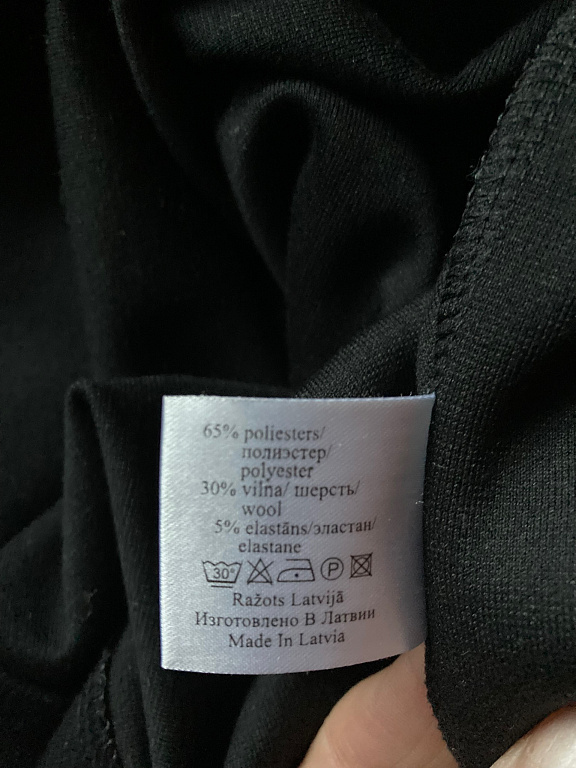 65% poliesters/
полиэстер/
polyester
30% vilna/ шерсть/
wool
5% elastāns/эластан/
elastane
30° P
Ražots Latvijā
Изготовлено В Латвии
Made In Latvia